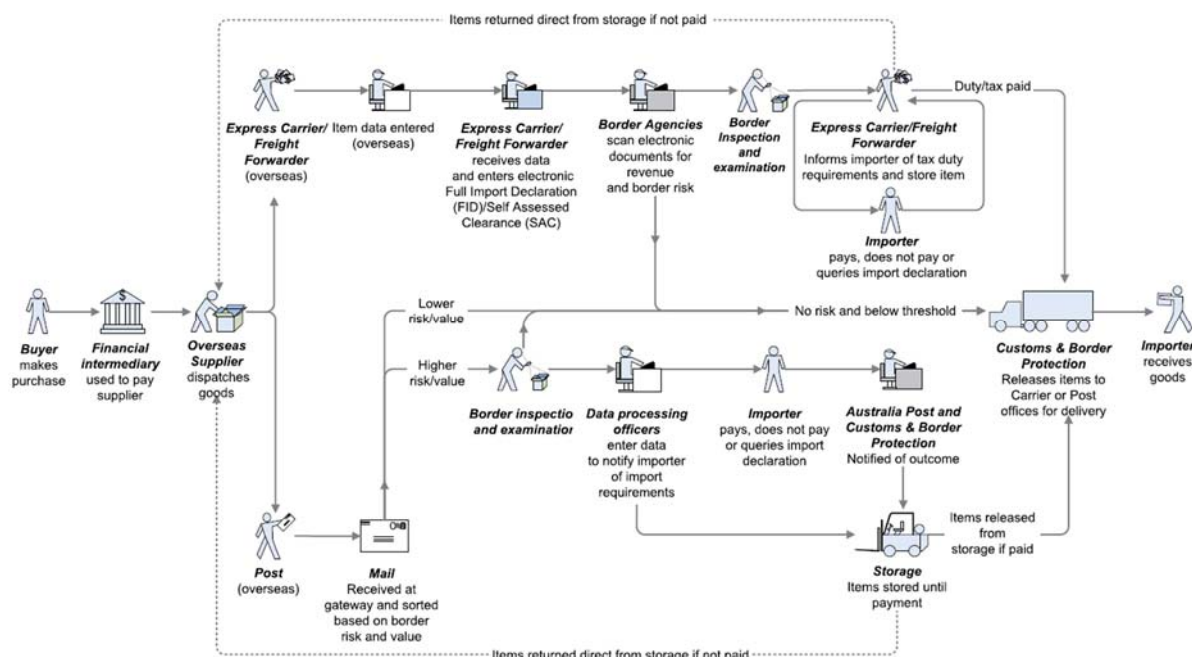 Items returned direct from storage if not paid
Express Carrier/
Freight
Forwarder
(overseas)
Item data entered
(overseas)
Express Carrier/
Freight Forwarder
receives data
and enters electronic
Full Import Declaration
(FID)/Self Assessed
Clearance (SAC)
Border Agencies
scan electronic
documents for
revenue
and border risk
Border
Inspection
and
examination
Express Carrier/Freight
Forwarder
Informs importer of tax duty
requirements and store item
Duty/tax paid
Importer
pays, does not pay or
queries import declaration
Buyer
makes
purchase
$
Financial
intermediary
used to pay
supplier
Overseas
Supplier
dispatches
goods
Lower
risk/value
No risk and below threshold
Customs & Border
Protection
Releases items to
Carrier or Post
offices for delivery
Importer
receives
goods
Higher
risk/value
Border inspectio
and examination
Data processing
officers
enter data
to notify importer
of import
requirements
Importer
pays, does not pay
or queries import
declaration
Australia Post and
Customs & Border
Protection
Notified of outcome
Post
(overseas)
Mail
Received at
gateway and sorted
based on border
risk and value
Storage
Items stored until
payment
Items released
from
storage if paid
Items returned direct from storage if not paid